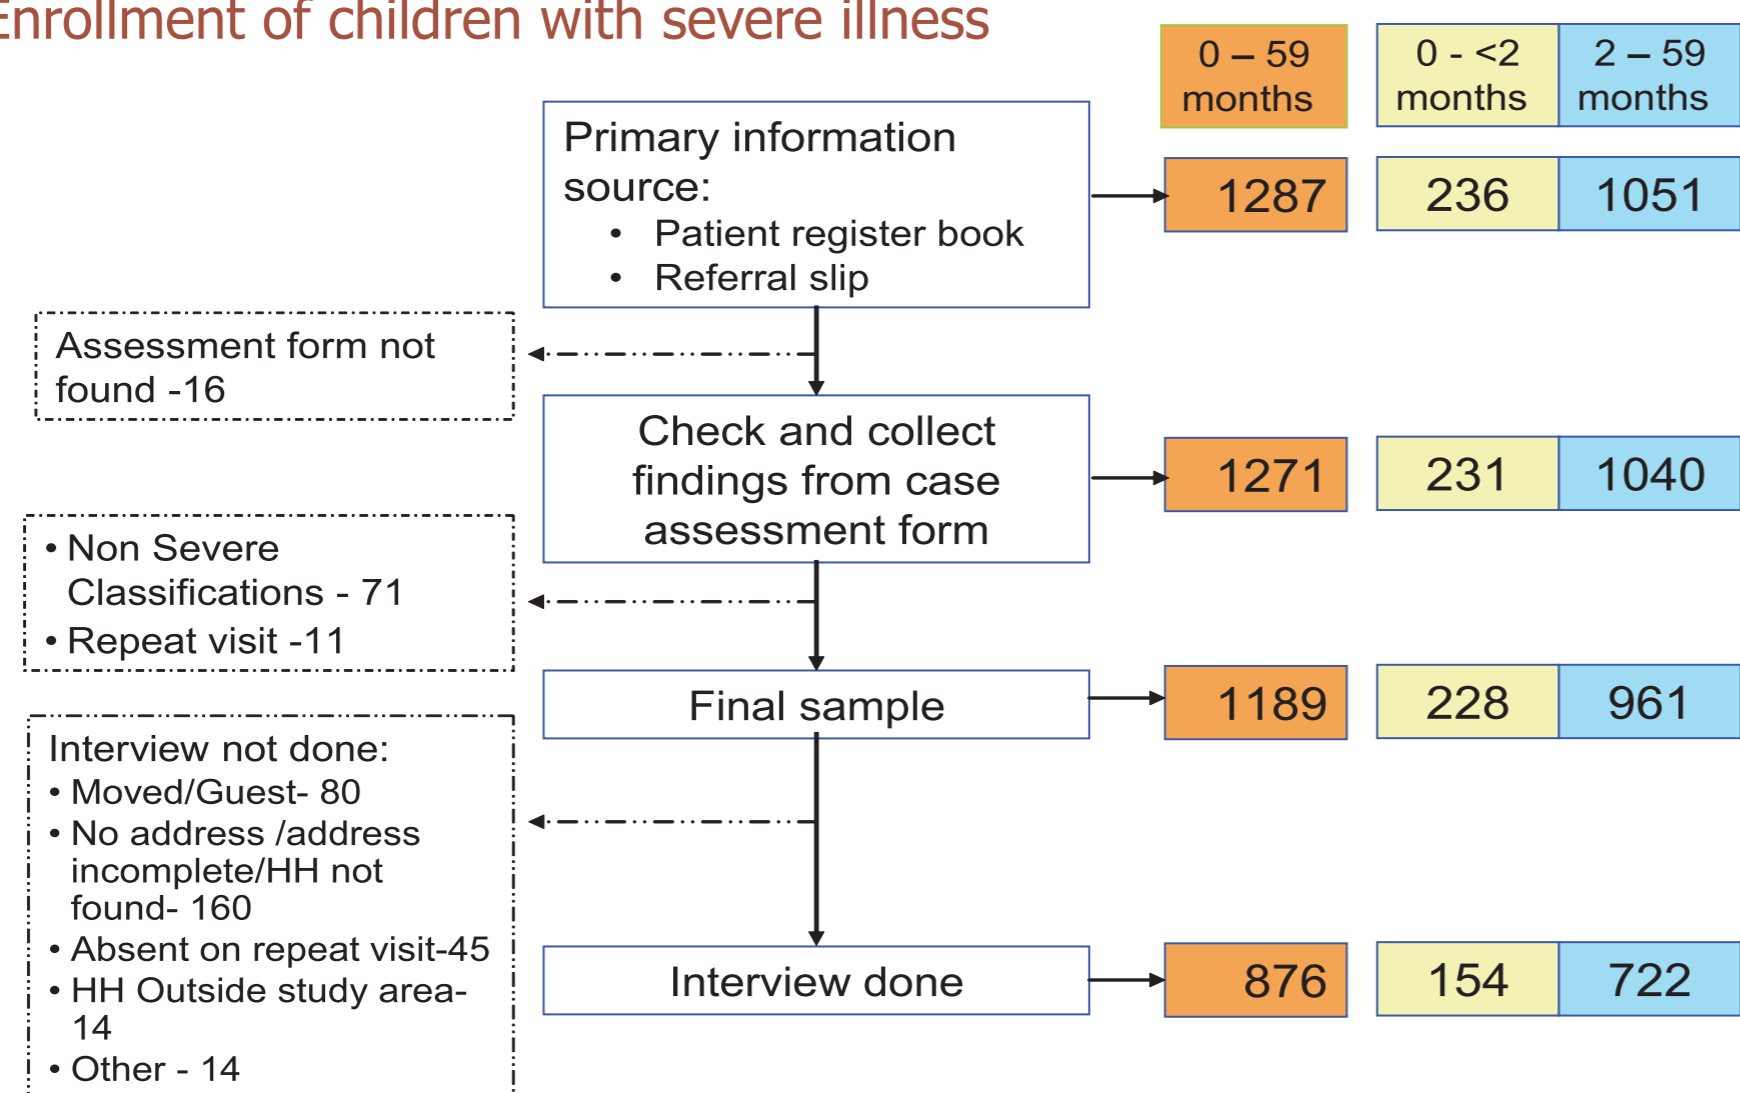 Enrollment of children with severe illness
0 – 59
months
0 - <2
months
2 – 59
months
Primary information
source:
• Patient register book
• Referral slip
1287
236
1051
Assessment form not
found -16
Check and collect
findings from case
assessment form
1271
231
1040
• Non Severe
Classifications - 71
• Repeat visit -11
Final sample
1189
228
961
Interview not done:
• Moved/Guest- 80
• No address /address
incomplete/HH not
found- 160
• Absent on repeat visit-45
• HH Outside study area-
14
• Other - 14
Interview done
876
154
722